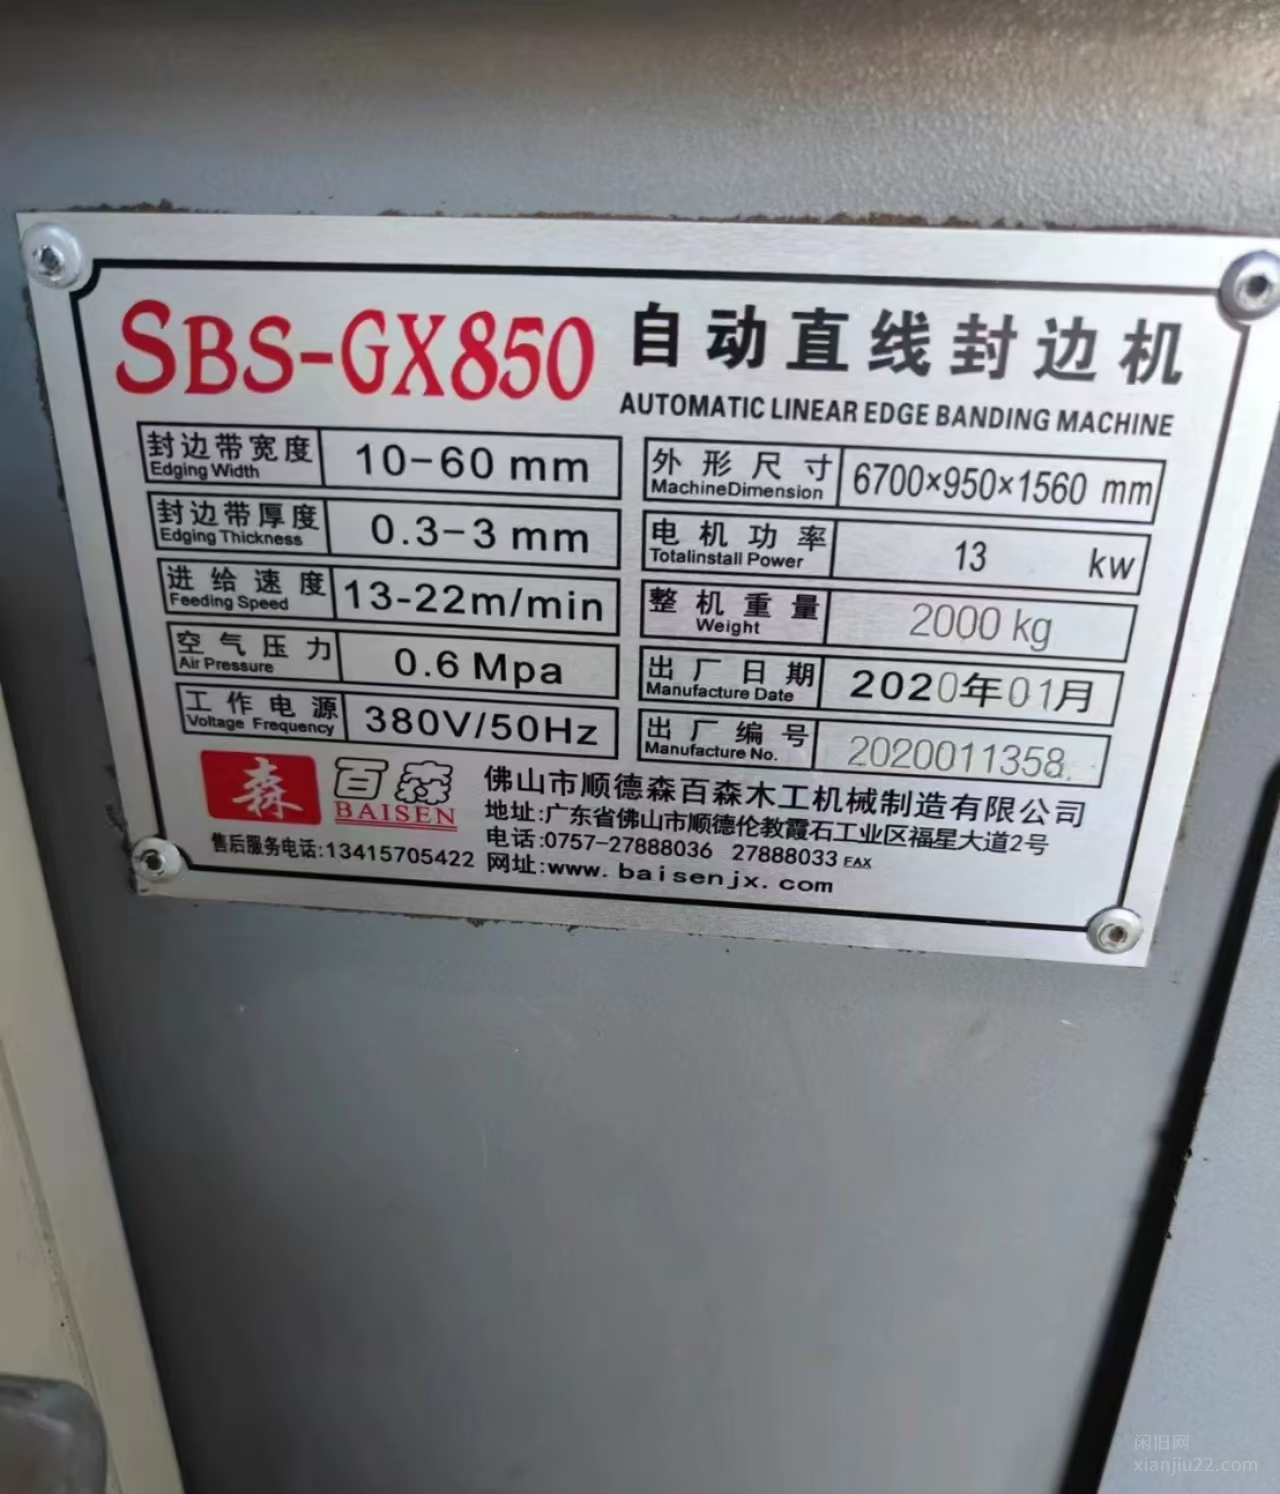 SBS-GX850 自动直线封边机
AUTOMATIC LINEAR EDGE BANDING MACHINE
封边带宽度 10-60 mm
Edging Width
封边带厚度 0.3-3 mm
Edging Thickness
进给速度 13-22m/min
Feeding Speed
空气压力 0.6 Mpa
Air Pressure
工作电源 380V/50Hz
Voltage Frequency
外形尺寸 6700×950×1560 mm
MachineDimension
电机功率 13 kw
Totalinstall Power
整机重量 2000 kg
Weight
出厂日期 2020年01月
Manufacture Date
出厂编号 2020011358
Manufacture No.
森 百森
BAISEN
售后服务电话:13415705422
佛山市顺德森百森木工机械制造有限公司
地址:广东省佛山市顺德伦教霞石工业区福星大道2号
电话:0757-27888036 27888033 FAX
网址:www.baisenjx.com
闲旧网
xianjiu22.com